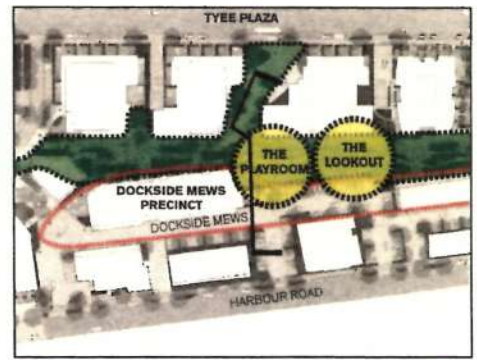 TYEE PLAZA
THE
PLAYROOM
THE
LOOKOUT
DOCKSIDE MEWS
PRECINCT
DOCKSIDE MEWS
HARBOUR ROAD